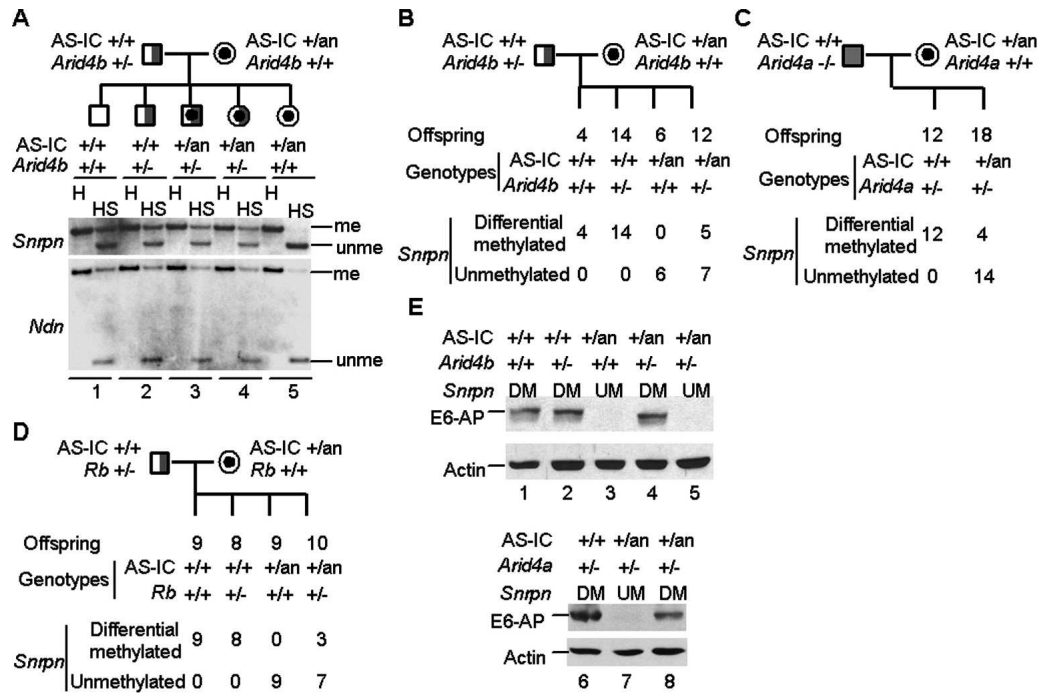 A
AS-IC +/+
Arid4b +/-
AS-IC +/an
Arid4b +/+
AS-IC +/+ +/+ +/an +/an +/an
Arid4b +/+ +/- +/- +/- +/+
H H H H H
HS HS HS HS HS
Snrpn
me
unme
me
Ndn
unme
1 2 3 4 5
B
AS-IC +/+
Arid4b +/-
AS-IC +/an
Arid4b +/+
Offspring 4 14 6 12
Genotypes
AS-IC +/+ +/+ +/an +/an
Arid4b +/+ +/- +/+ +/-
Snrpn
Differential
methylated 4 14 0 5
Unmethylated 0 0 6 7
C
AS-IC +/+
Arid4a -/-
AS-IC +/an
Arid4a +/+
Offspring 12 18
Genotypes
AS-IC +/+ +/an
Arid4a +/- +/-
Snrpn
Differential
methylated 12 4
Unmethylated 0 14
D
AS-IC +/+
Rb +/-
AS-IC +/an
Rb +/+
Offspring 9 8 9 10
Genotypes
AS-IC +/+ +/+ +/an +/an
Rb +/+ +/- +/+ +/-
Snrpn
Differential
methylated 9 8 0 3
Unmethylated 0 0 9 7
E
AS-IC +/+ +/+ +/an +/an +/an
Arid4b +/+ +/- +/+ +/- +/-
Snrpn DM DM UM DM UM
E6-AP
Actin
1 2 3 4 5
AS-IC +/+ +/an +/an
Arid4a +/- +/- +/-
Snrpn DM UM DM
E6-AP
Actin
6 7 8